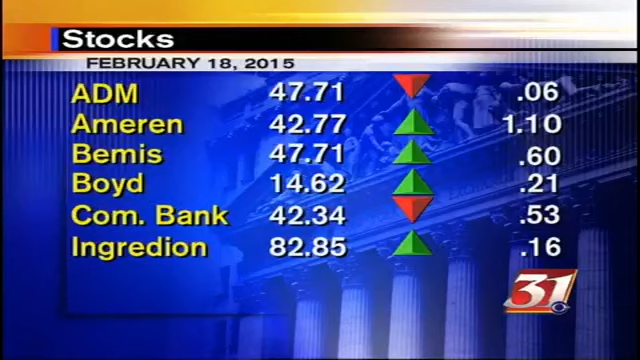 Stocks
FEBRUARY 18, 2015
ADM 47.71 .06
Ameren 42.77 1.10
Bemis 47.71 .60
Boyd 14.62 .21
Com. Bank 42.34 .53
Ingredion 82.85 .16
31